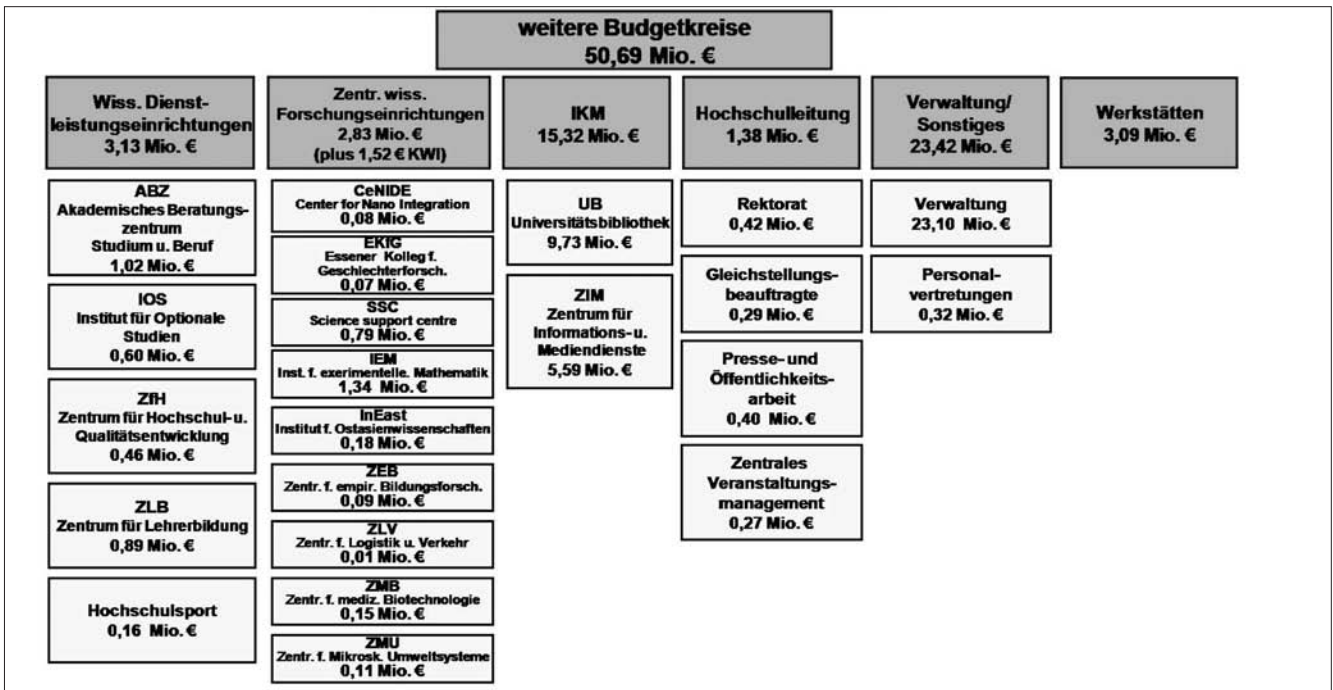 weitere Budgetkreise
50,69 Mio. €
Wiss. Dienst-
leistungseinrichtungen
3,13 Mio. €
Zentr. wiss.
Forschungseinrichtungen
2,83 Mio. €
(plus 1,52 € KWI)
IKM
15,32 Mio. €
Hochschulleitung
1,38 Mio. €
Verwaltung/
Sonstiges
23,42 Mio. €
Werkstätten
3,09 Mio. €
ABZ
Akademisches Beratungs-
zentrum
Studium u. Beruf
1,02 Mio. €
IOS
Institut für Optionale
Studien
0,60 Mio. €
ZfH
Zentrum für Hochschul- u.
Qualitätsentwicklung
0,46 Mio. €
ZLB
Zentrum für Lehrerbildung
0,89 Mio. €
Hochschulsport
0,16 Mio. €
CeNIDE
Center for Nano Integration
0,08 Mio. €
EKfG
Essener Kolleg f.
Geschlechterforsch.
0,07 Mio. €
SSC
Science support centre
0,79 Mio. €
IEM
Inst. f. exerimentelle. Mathematik
1,34 Mio. €
InEast
Institut f. Ostasienwissenschaften
0,18 Mio. €
ZEB
Zentr. f. empir. Bildungsforsch.
0,09 Mio. €
ZLV
Zentr. f. Logistik u. Verkehr
0,01 Mio. €
ZMB
Zentr. f. mediz. Biotechnologie
0,15 Mio. €
ZMU
Zentr. f. Mikrosk. Umweltsysteme
0,11 Mio. €
UB
Universitätsbibliothek
9,73 Mio. €
ZIM
Zentrum für
Informations- u.
Mediendienste
5,59 Mio. €
Rektorat
0,42 Mio. €
Gleichstellungs-
beauftragte
0,29 Mio. €
Presse- und
Öffentlichkeits-
arbeit
0,40 Mio. €
Zentrales
Veranstaltungs-
management
0,27 Mio. €
Verwaltung
23,10 Mio. €
Personal-
vertretungen
0,32 Mio. €